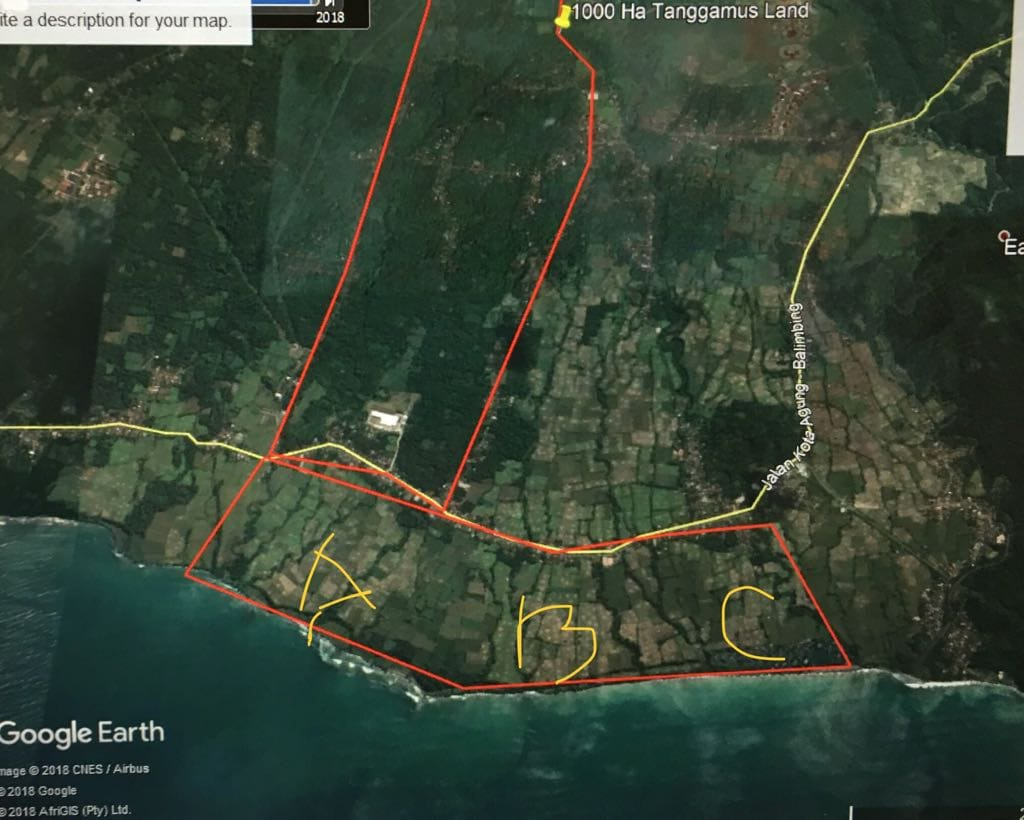 ite a description for your map.
2018
1000 Ha Tanggamus Land
Ea
Jalan Kota Agung - Balimbing
A
B
C
Google Earth
mage © 2018 CNES / Airbus
© 2018 Google
© 2018 AfriGIS (Pty) Ltd.